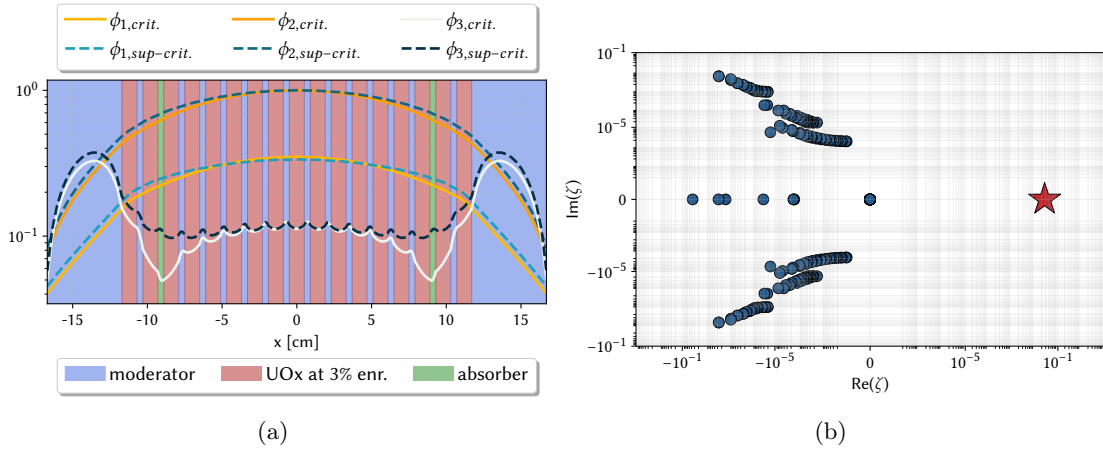 ϕ1,crit. ϕ2,crit. ϕ3,crit.
ϕ1,sup−crit. ϕ2,sup−crit. ϕ3,sup−crit.
10⁰
10⁻¹
-15 -10 -5 0 5 10 15
x [cm]
moderator UOx at 3% enr. absorber
(a)
10⁻¹
10⁻⁵
0
−10⁻⁵
−10⁻¹
Im(ζ)
−10⁻¹ −10⁻⁵ 0 10⁻⁵ 10⁻¹
Re(ζ)
(b)